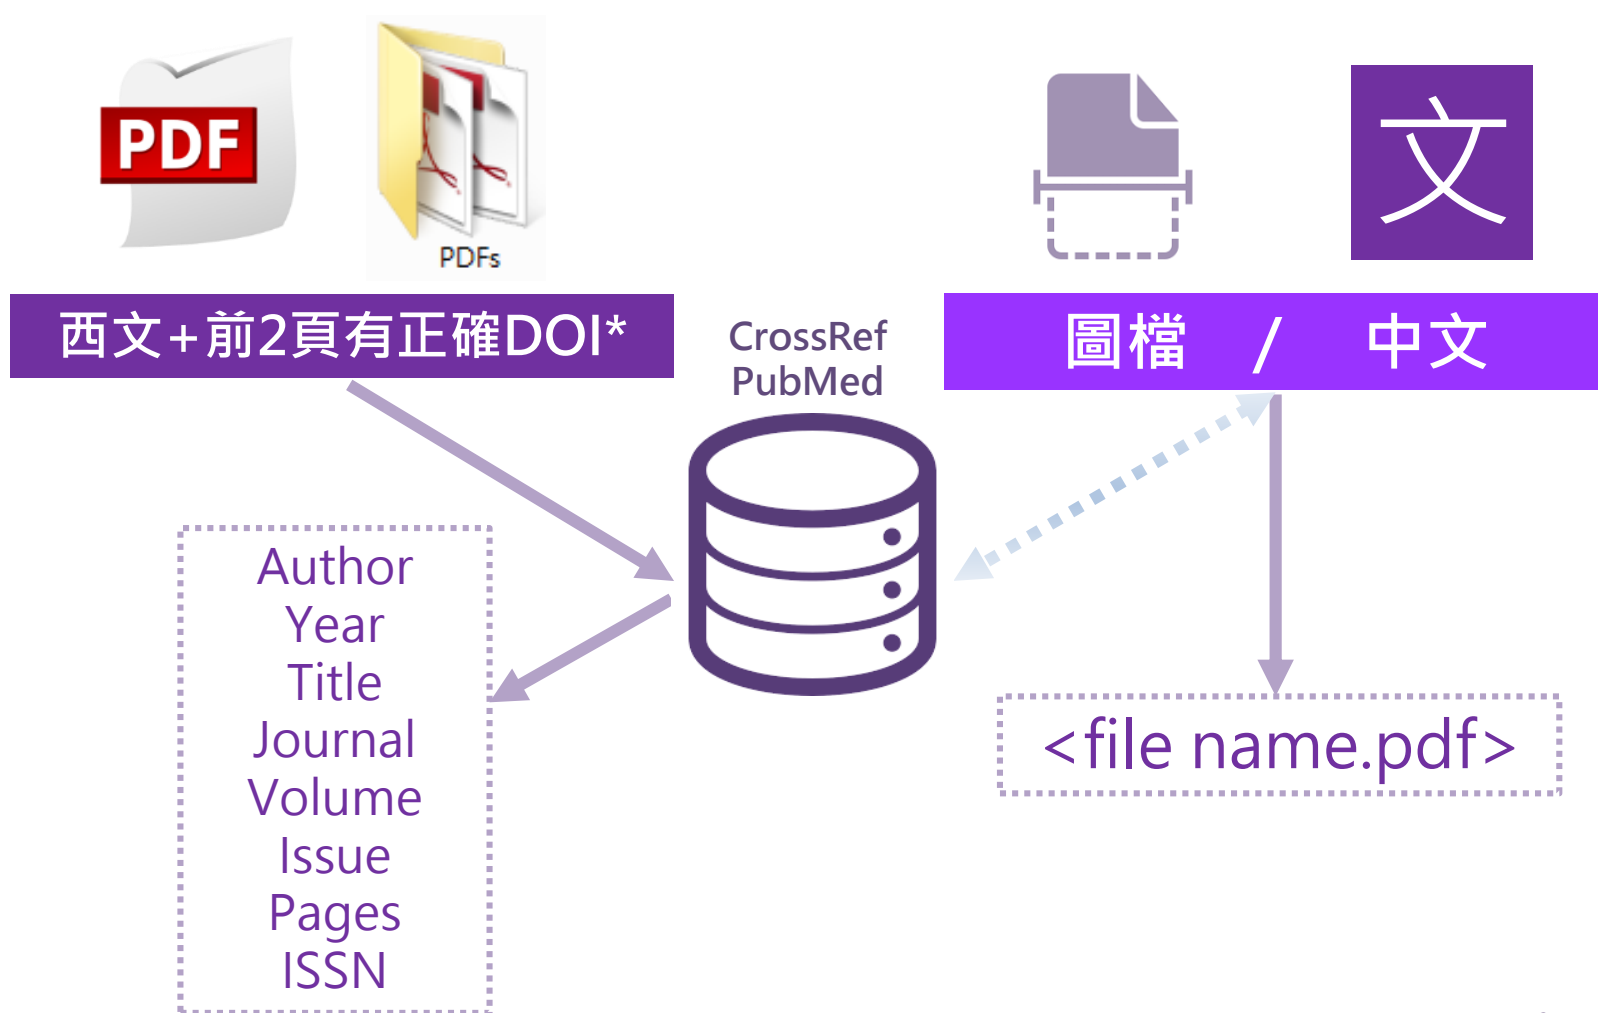 PDF
PDFs
文
西文+前2頁有正確DOI*
CrossRef
PubMed
圖檔 / 中文
Author
Year
Title
Journal
Volume
Issue
Pages
ISSN
<file name.pdf>